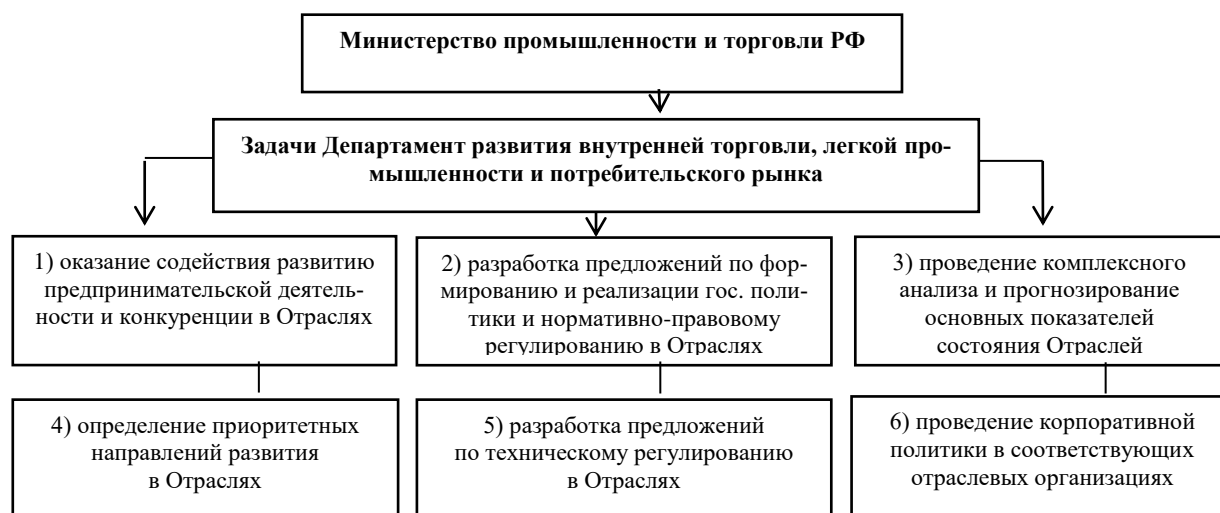 Министерство промышленности и торговли РФ
Задачи Департамент развития внутренней торговли, легкой про-
мышленности и потребительского рынка
1) оказание содействия развитию
предпринимательской деятель-
ности и конкуренции в Отраслях
2) разработка предложений по фор-
мированию и реализации гос. поли-
тики и нормативно-правовому
регулированию в Отраслях
3) проведение комплексного
анализа и прогнозирование
основных показателей
состояния Отраслей
4) определение приоритетных
направлений развития
в Отраслях
5) разработка предложений
по техническому регулированию
в Отраслях
6) проведение корпоративной
политики в соответствующих
отраслевых организациях